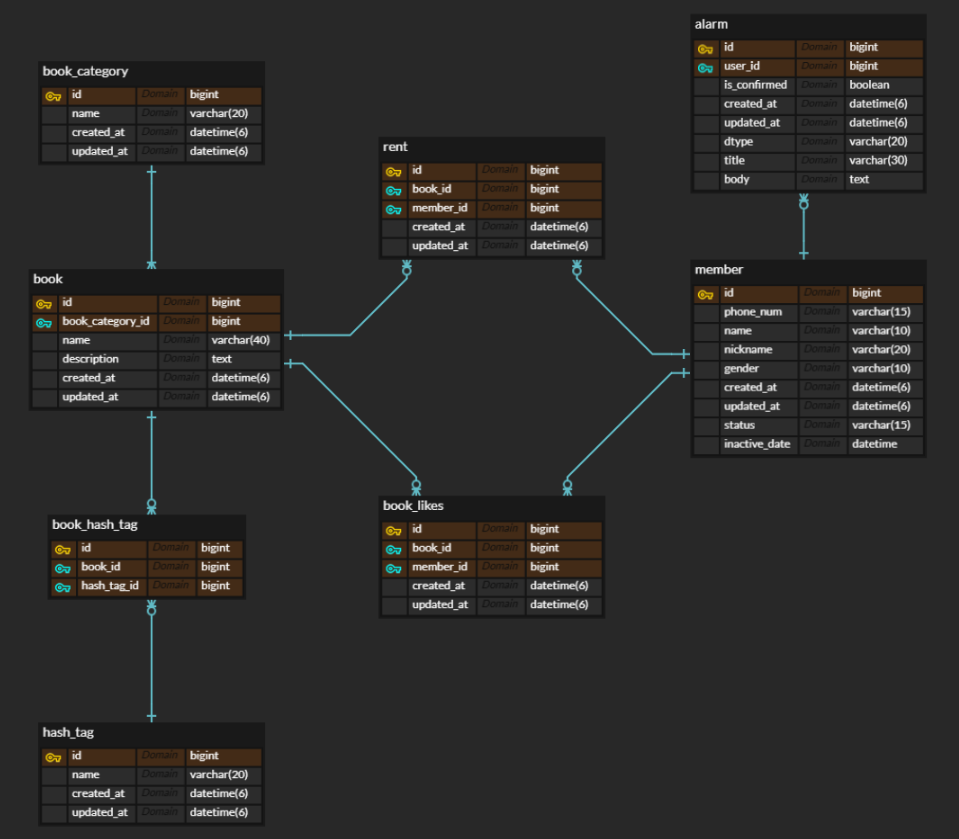 alarm
id Domain bigint
user_id Domain bigint
is_confirmed Domain boolean
created_at Domain datetime(6)
updated_at Domain datetime(6)
dtype Domain varchar(20)
title Domain varchar(30)
body Domain text
book_category
id Domain bigint
name Domain varchar(20)
created_at Domain datetime(6)
updated_at Domain datetime(6)
rent
id Domain bigint
book_id Domain bigint
member_id Domain bigint
created_at Domain datetime(6)
updated_at Domain datetime(6)
book
id Domain bigint
book_category_id Domain bigint
name Domain varchar(40)
description Domain text
created_at Domain datetime(6)
updated_at Domain datetime(6)
member
id Domain bigint
phone_num Domain varchar(15)
name Domain varchar(10)
nickname Domain varchar(20)
gender Domain varchar(10)
created_at Domain datetime(6)
updated_at Domain datetime(6)
status Domain varchar(15)
inactive_date Domain datetime
book_hash_tag
id Domain bigint
book_id Domain bigint
hash_tag_id Domain bigint
book_likes
id Domain bigint
book_id Domain bigint
member_id Domain bigint
created_at Domain datetime(6)
updated_at Domain datetime(6)
hash_tag
id Domain bigint
name Domain varchar(20)
created_at Domain datetime(6)
updated_at Domain datetime(6)